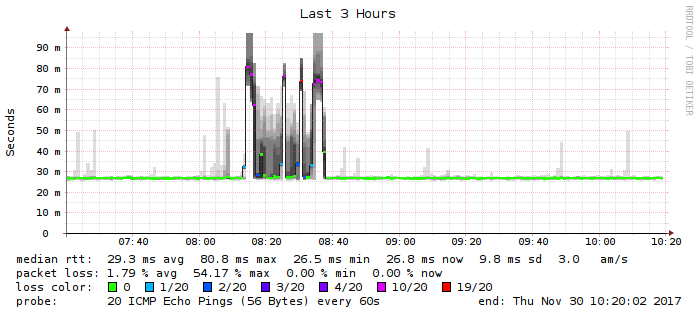 Last 3 Hours
RRDTOOL / TOBI OETIKER
Seconds
90 m
80 m
70 m
60 m
50 m
40 m
30 m
20 m
10 m
0
07:40 08:00 08:20 08:40 09:00 09:20 09:40 10:00 10:20
median rtt: 29.3 ms avg 80.8 ms max 26.5 ms min 26.8 ms now 9.8 ms sd 3.0 am/s
packet loss: 1.79 % avg 54.17 % max 0.00 % min 0.00 % now
loss color: 0 1/20 2/20 3/20 4/20 10/20 19/20
probe: 20 ICMP Echo Pings (56 Bytes) every 60s end: Thu Nov 30 10:20:02 2017